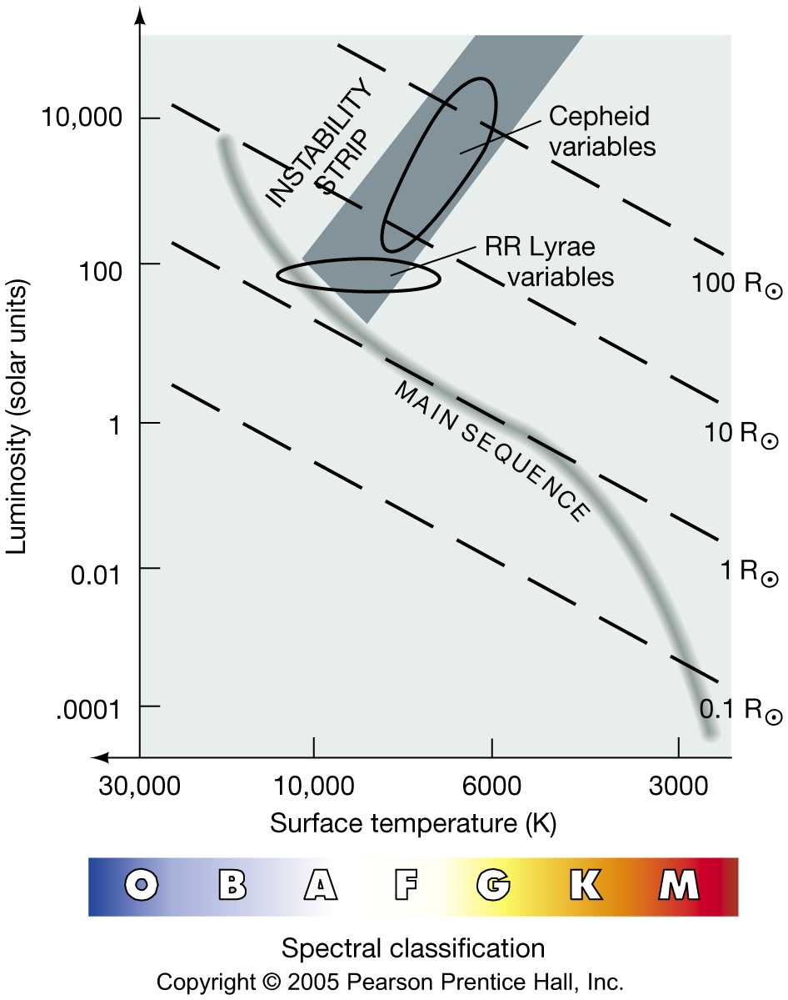 10,000
100
1
0.01
.0001
Luminosity (solar units)
INSTABILITY
STRIP
Cepheid
variables
RR Lyrae
variables
MAIN SEQUENCE
100 R☉
10 R☉
1 R☉
0.1 R☉
30,000 10,000 6000 3000
Surface temperature (K)
O B A F G K M
Spectral classification
Copyright © 2005 Pearson Prentice Hall, Inc.